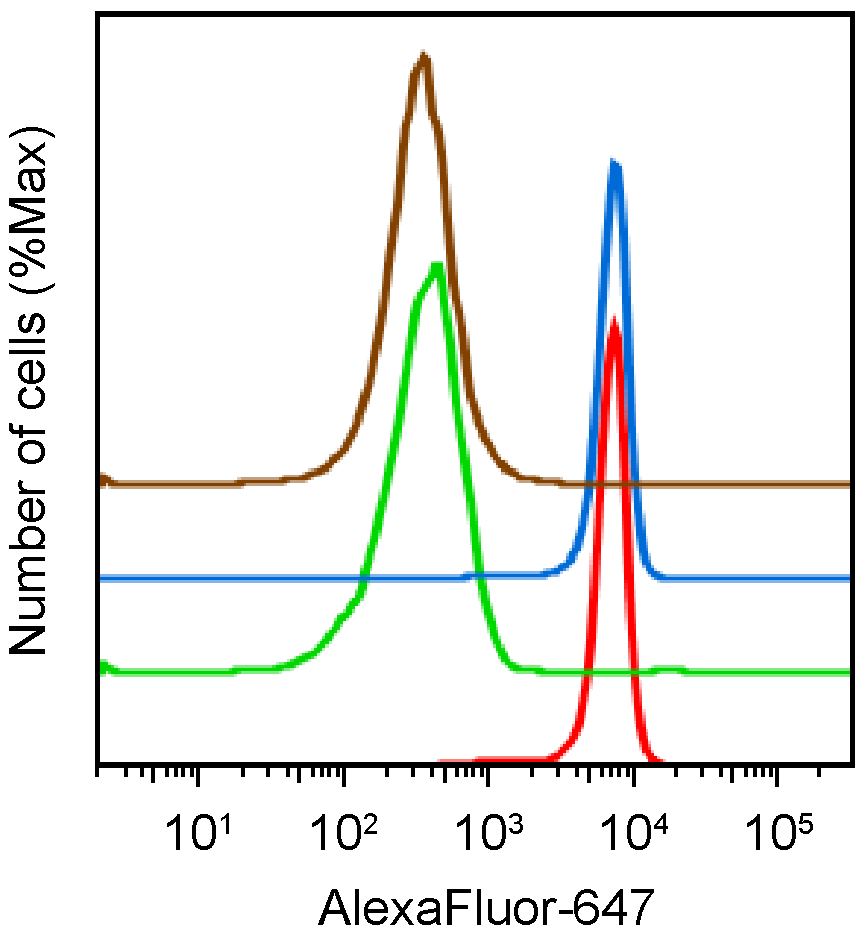 Number of cells (%Max)
10¹ 10² 10³ 10⁴ 10⁵
AlexaFluor-647